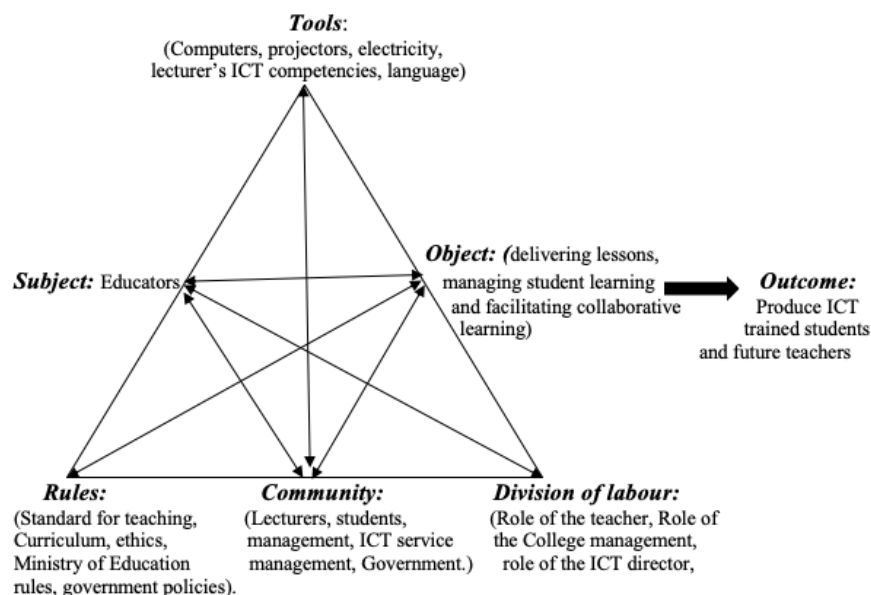 Tools:
(Computers, projectors, electricity,
lecturer’s ICT competencies, language)
Subject: Educators
Object: (delivering lessons,
managing student learning
and facilitating collaborative
learning)
Outcome:
Produce ICT
trained students
and future teachers
Rules:
(Standard for teaching,
Curriculum, ethics,
Ministry of Education
rules, government policies).
Community:
(Lecturers, students,
management, ICT service
management, Government.)
Division of labour:
(Role of the teacher, Role of
the College management,
role of the ICT director,